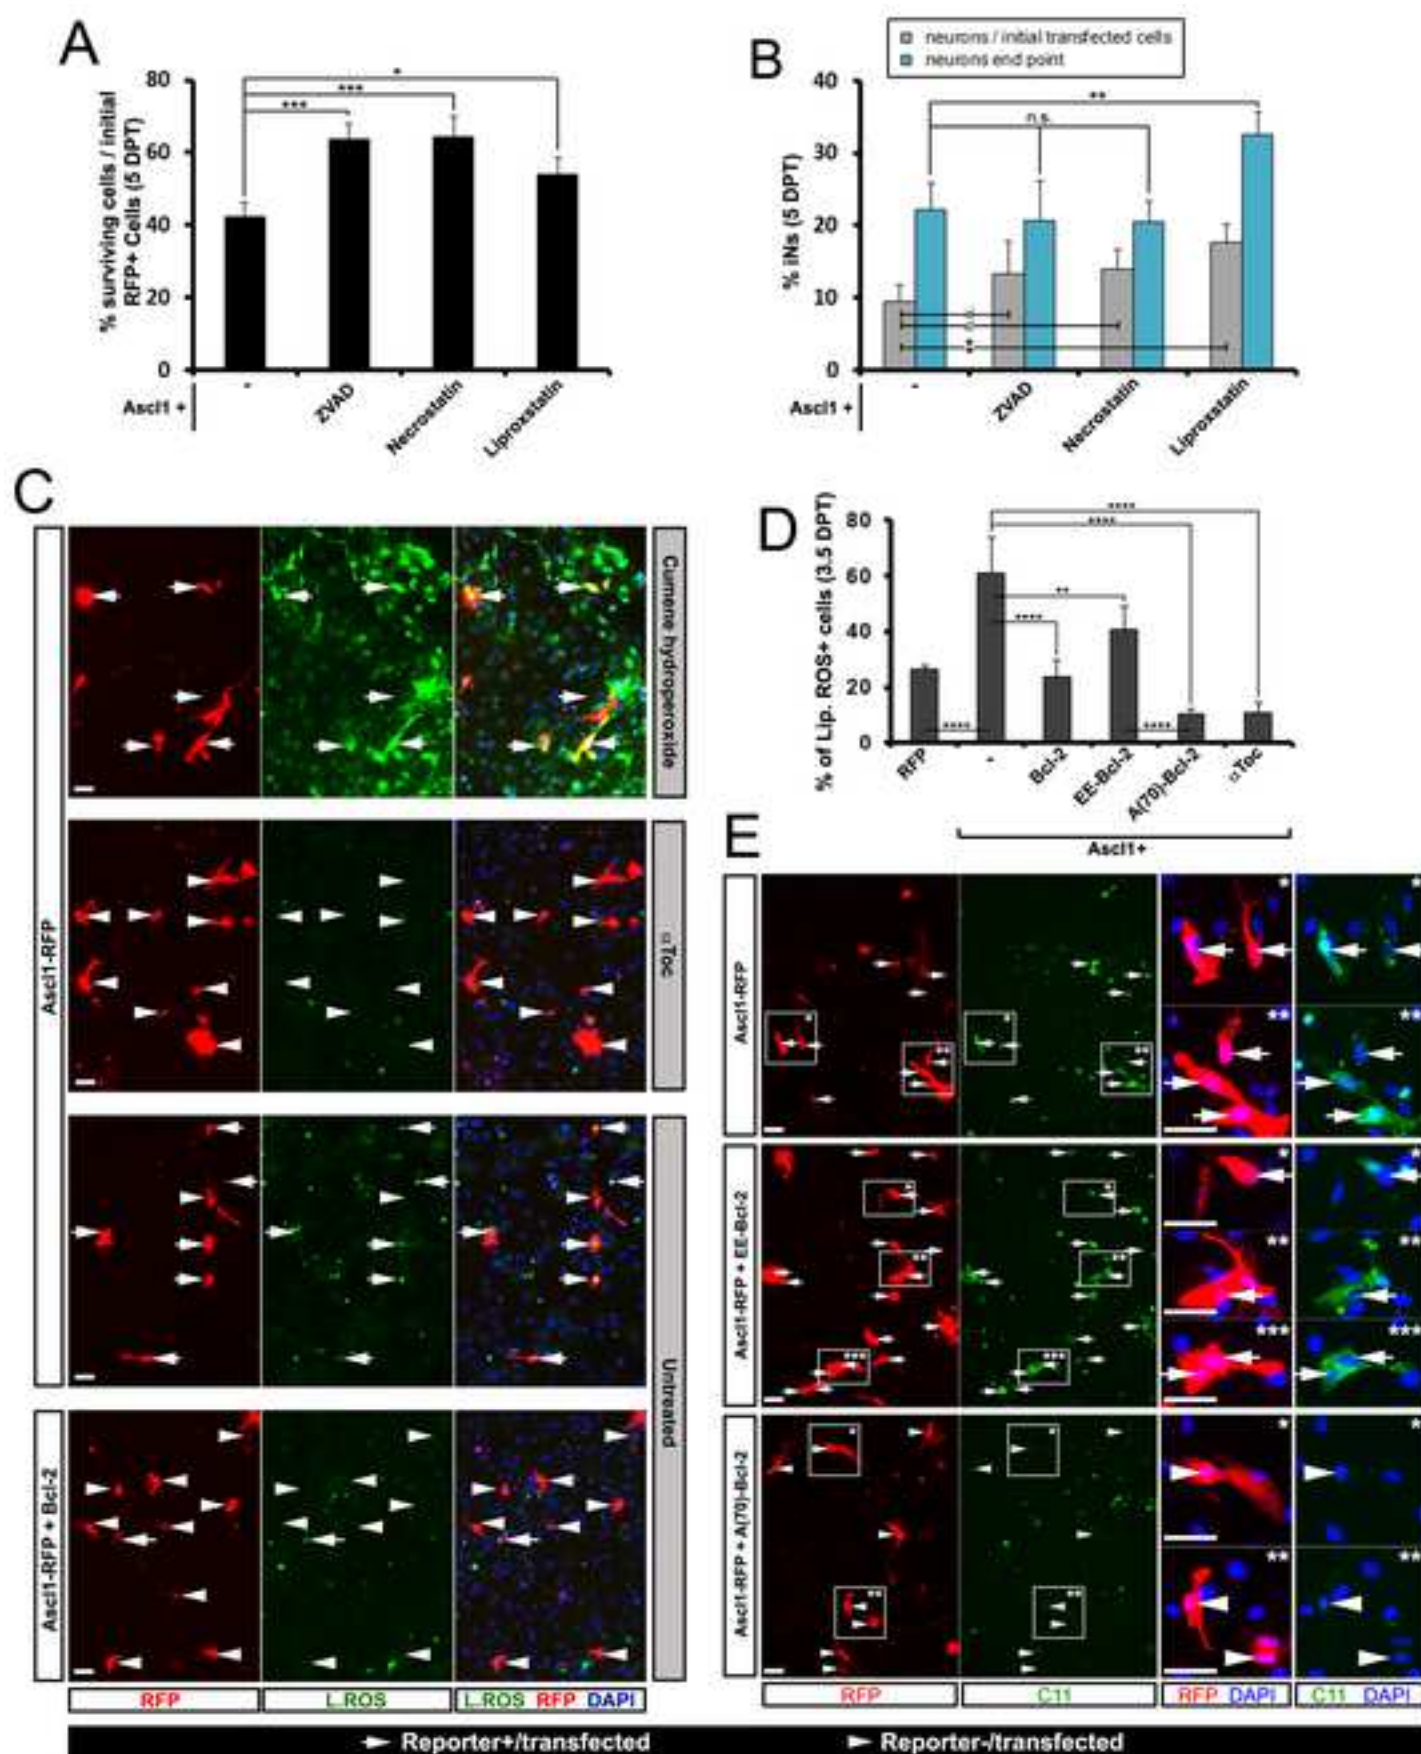 A
% surviving cells / initial
RFP+ Cells (5 DPT)
80
60
40
20
0
***
***
*
Ascl1 +
-
ZVAD
Necrostatin
Liproxstatin
B
neurons / initial transfected cells
neurons end point
% iNs (5 DPT)
40
30
20
10
0
**
n.s.
Ascl1 +
-
ZVAD
Necrostatin
Liproxstatin
C
Ascl1-RFP
Cumene hydroperoxide
αToc
Untreated
Ascl1-RFP + Bcl-2
RFP
L.ROS
L.ROS RFP DAPI
D
% of Lip. ROS+ cells (3.5 DPT)
80
60
40
20
0
****
****
**
****
****
****
RFP
-
Bcl-2
EE-Bcl-2
A(70)-Bcl-2
αToc
Ascl1+
E
Ascl1-RFP
*
**
*
**
*
**
*
**
Ascl1-RFP + EE-Bcl-2
*
**
***
*
**
***
*
**
***
*
**
***
Ascl1-RFP + A(70)-Bcl-2
*
**
*
**
*
**
*
**
RFP
C11
RFP DAPI
C11 DAPI
Reporter+/transfected
Reporter-/transfected